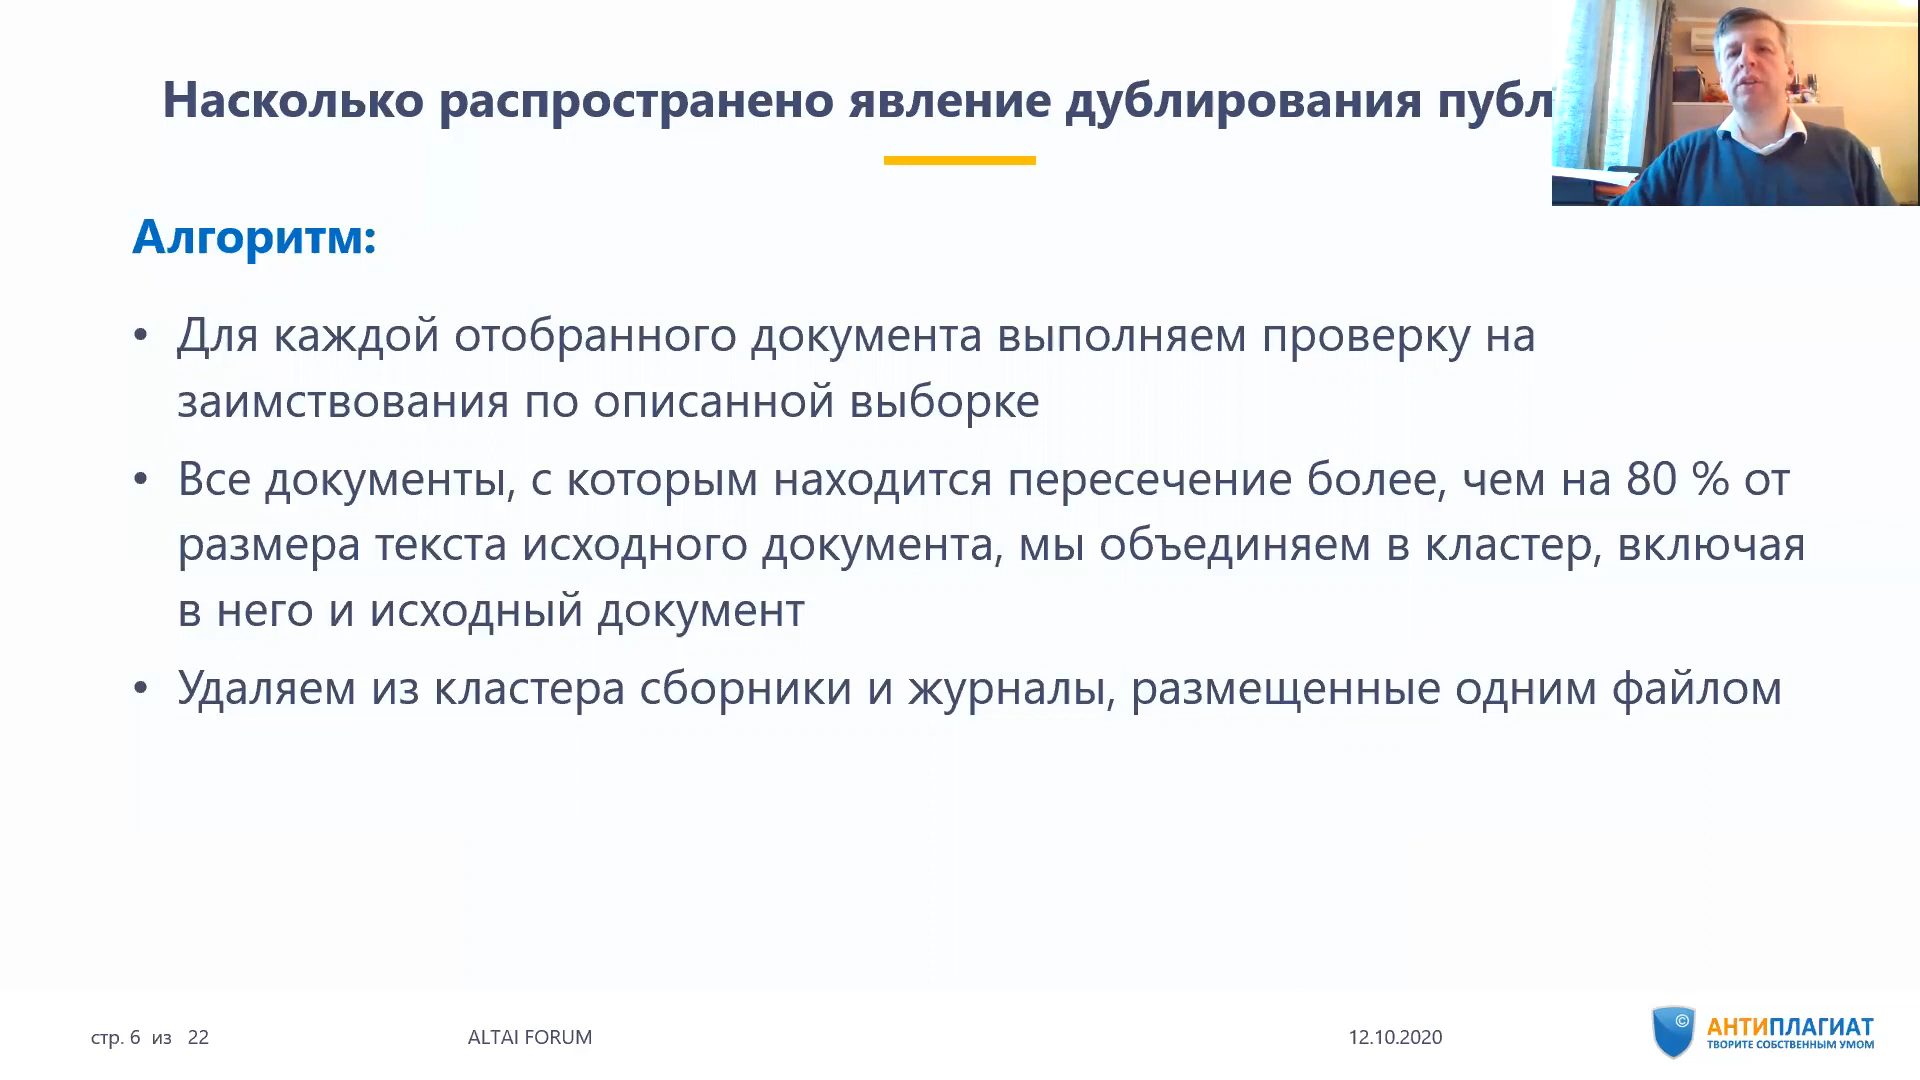 Насколько распространено явление дублирования
Алгоритм:
• Для каждой отобранного документа выполняем проверку на
заимствования по описанной выборке
• Все документы, с которым находится пересечение более, чем на 80 % от
размера текста исходного документа, мы объединяем в кластер, включая
в него и исходный документ
• Удаляем из кластера сборники и журналы, размещенные одним файлом
стр. 6 из 22
ALTAI FORUM
12.10.2020
©
АНТИПЛАГИАТ
ТВОРИТЕ СОБСТВЕННЫМ УМОМ